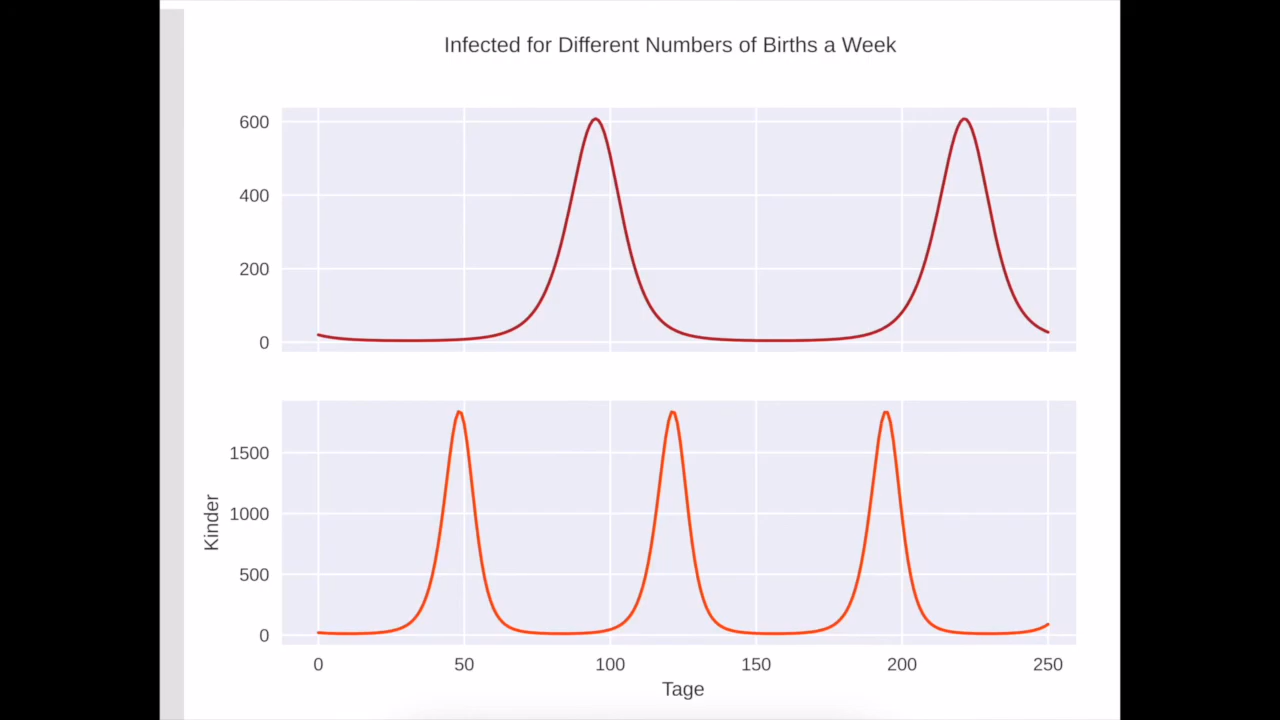 Infected for Different Numbers of Births a Week
600
400
200
0
1500
1000
500
0
Kinder
0 50 100 150 200 250
Tage